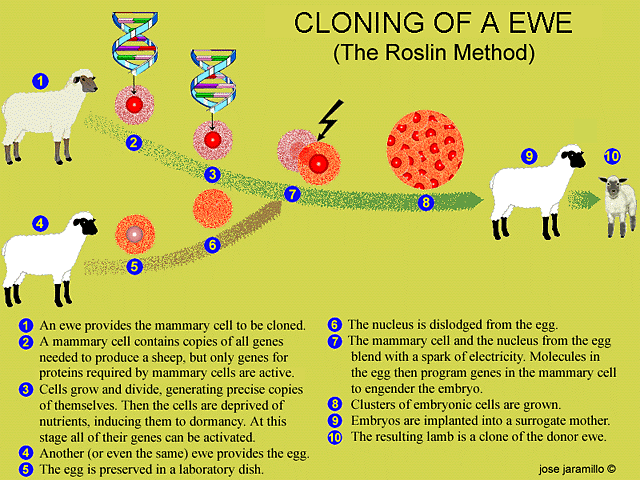 CLONING OF A EWE
(The Roslin Method)
1
2
3
4
5
6
7
8
9
10
1 An ewe provides the mammary cell to be cloned.
2 A mammary cell contains copies of all genes
needed to produce a sheep, but only genes for
proteins required by mammary cells are active.
3 Cells grow and divide, generating precise copies
of themselves. Then the cells are deprived of
nutrients, inducing them to dormancy. At this
stage all of their genes can be activated.
4 Another (or even the same) ewe provides the egg.
5 The egg is preserved in a laboratory dish.
6 The nucleus is dislodged from the egg.
7 The mammary cell and the nucleus from the egg
blend with a spark of electricity. Molecules in
the egg then program genes in the mammary cell
to engender the embryo.
8 Clusters of embryonic cells are grown.
9 Embryos are implanted into a surrogate mother.
10 The resulting lamb is a clone of the donor ewe.
jose jaramillo ©